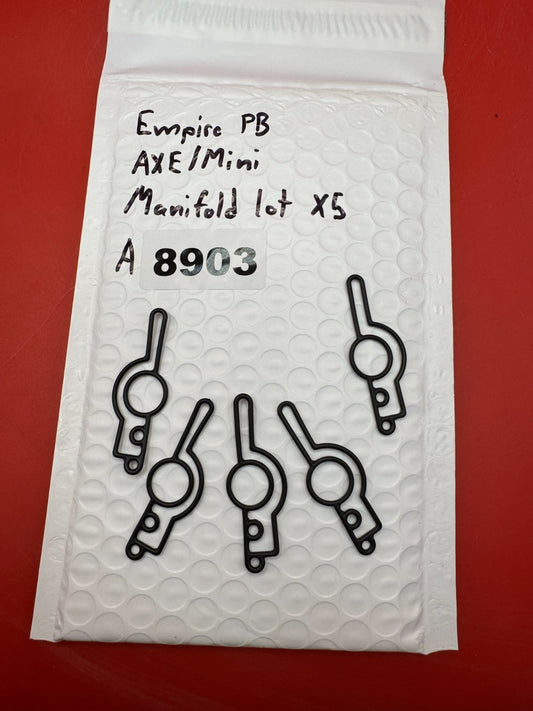 Empire PB
AXE/Mini
Manifold lot X5
A 8903